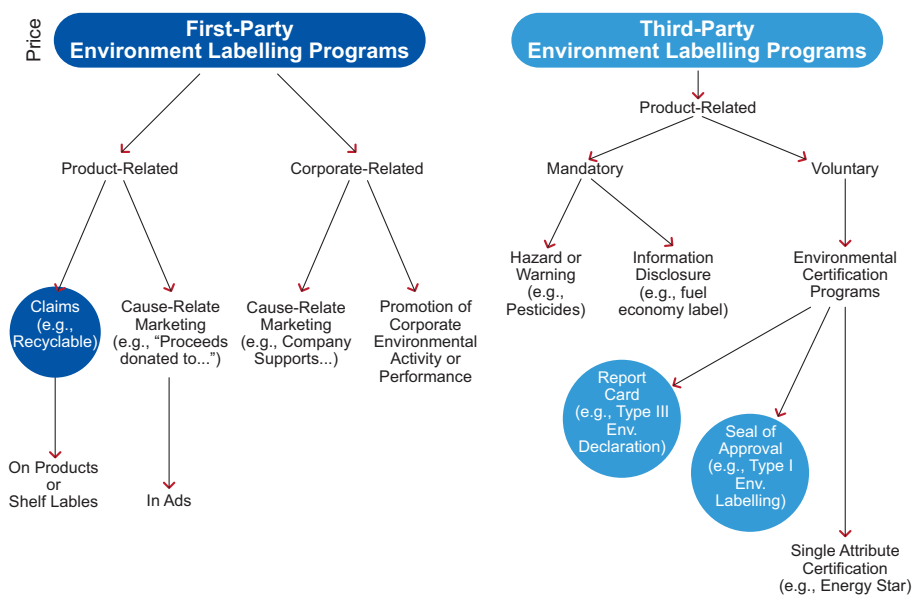 Price
First-Party
Environment Labelling Programs
Product-Related
Corporate-Related
Claims
(e.g.,
Recyclable)
Cause-Relate
Marketing
(e.g., “Proceeds
donated to...”)
Cause-Relate
Marketing
(e.g., Company
Supports...)
Promotion of
Corporate
Environmental
Activity or
Performance
On Products
or
Shelf Lables
In Ads
Third-Party
Environment Labelling Programs
Product-Related
Mandatory
Voluntary
Hazard or
Warning
(e.g.,
Pesticides)
Information
Disclosure
(e.g., fuel
economy label)
Environmental
Certification
Programs
Report
Card
(e.g., Type III
Env.
Declaration)
Seal of
Approval
(e.g., Type I
Env.
Labelling)
Single Attribute
Certification
(e.g., Energy Star)